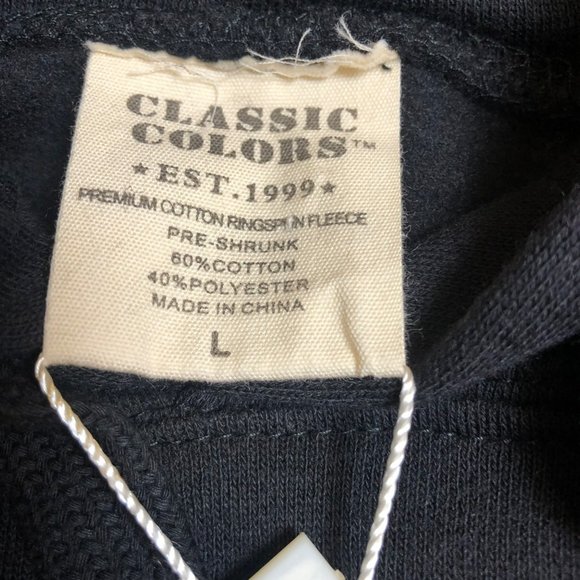 CLASSIC
COLORS™
★EST.1999★
PREMIUM COTTON RINGSPUN FLEECE
PRE-SHRUNK
60%COTTON
40%POLYESTER
MADE IN CHINA
L